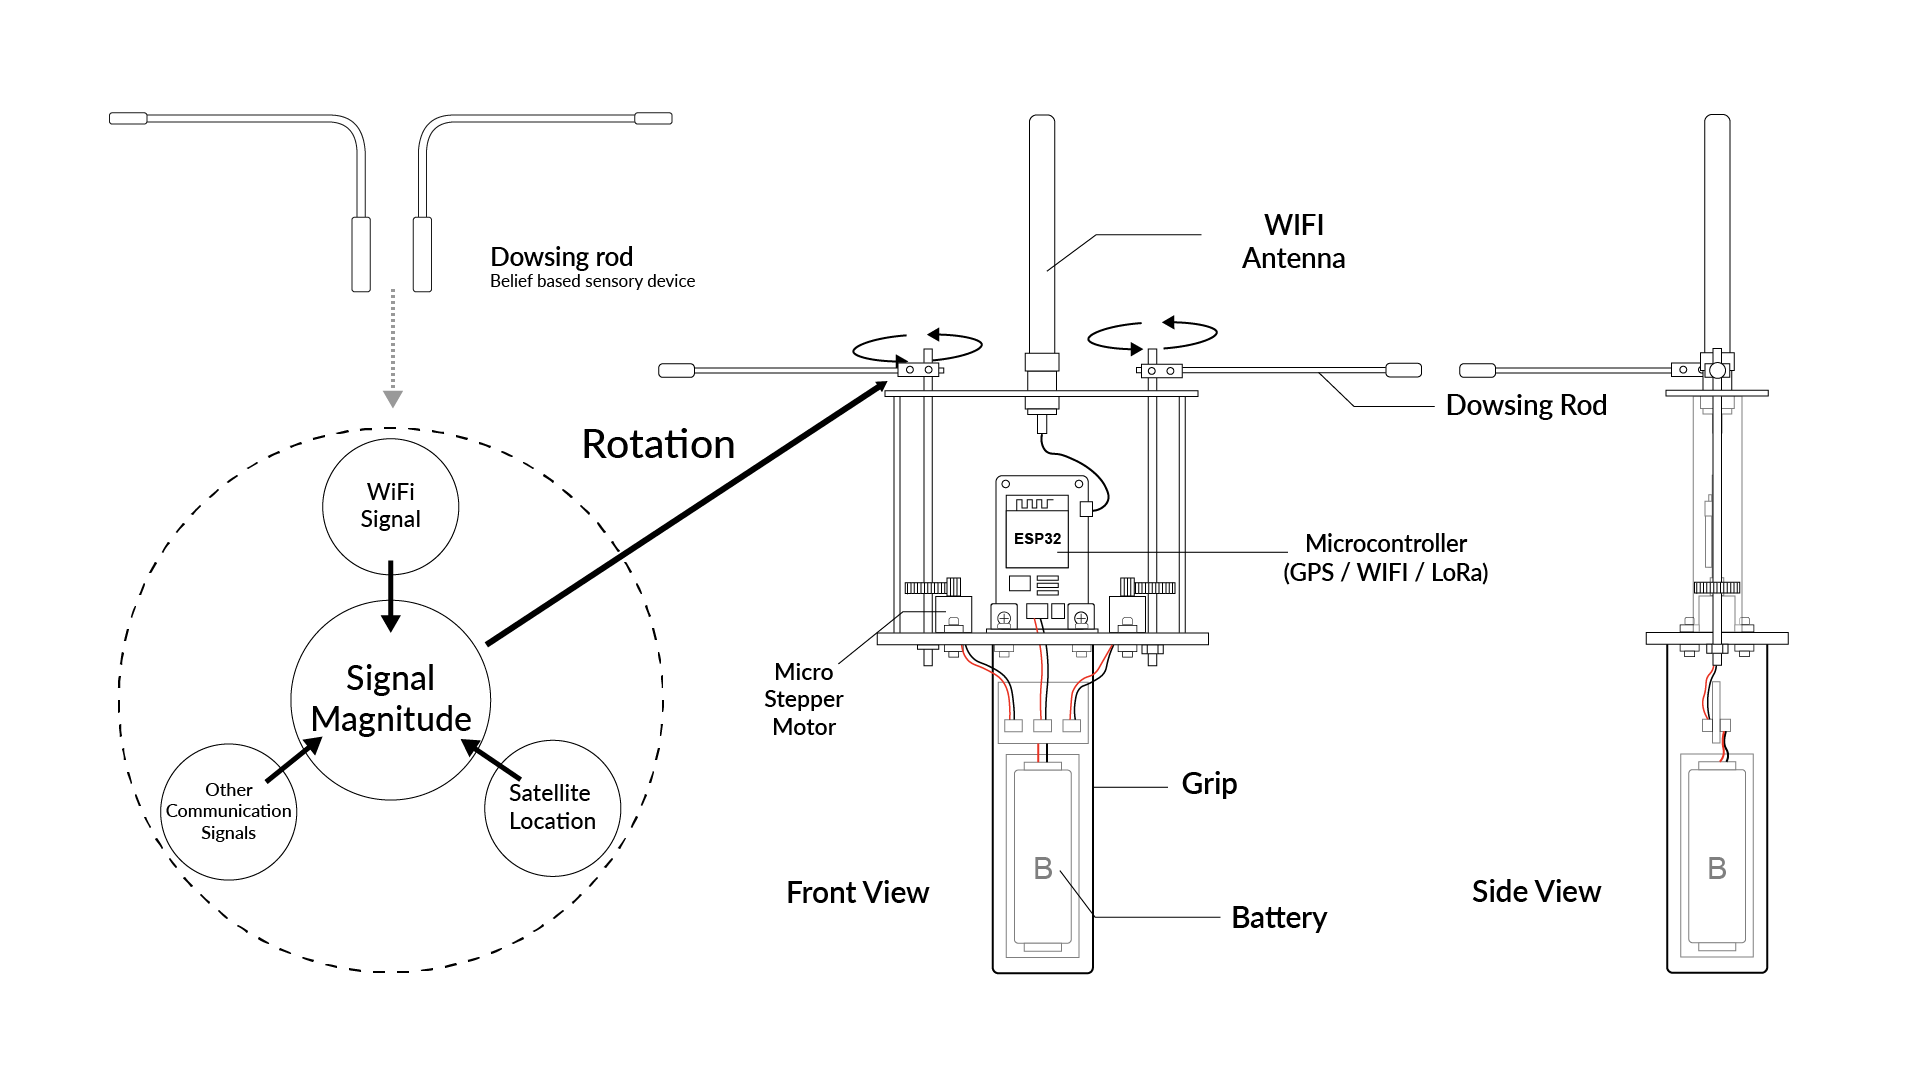 Dowsing rod
Belief based sensory device
WiFi
Signal
Signal
Magnitude
Other
Communication
Signals
Satellite
Location
Rotation
WIFI
Antenna
Dowsing Rod
ESP32
Microcontroller
(GPS / WIFI / LoRa)
Micro
Stepper
Motor
Grip
B
Battery
Front View
Side View
B